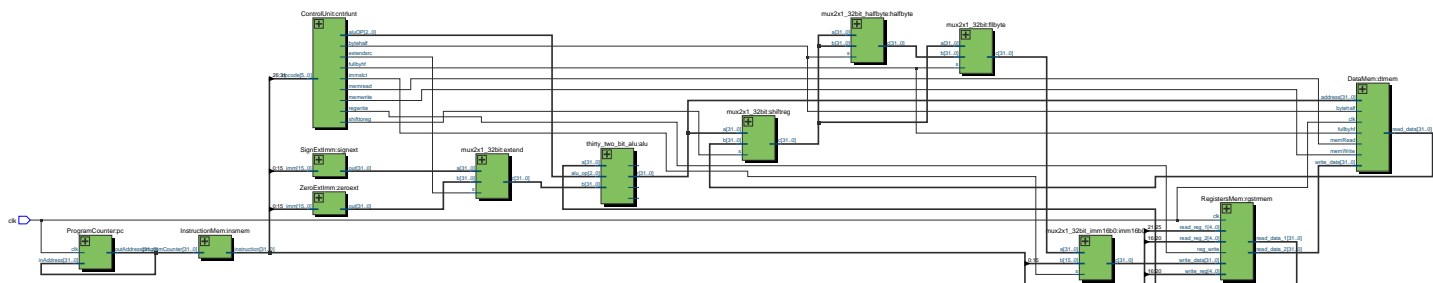 ControlUnit:cntrlunt
opcode[5..0]
aluOP[2..0]
bytehalf
extendsrc
fullbyhf
immslct
memread
memwrite
regwrite
shifttoreg
SignExtImm:signext
0:15
imm[15..0]
out[31..0]
ZeroExtImm:zeroext
0:15
imm[15..0]
out[31..0]
clk
ProgramCounter:pc
clk
inAddress[31..0]
InstructionMem:insmem
programCounter[31..0]
instruction[31..0]
mux2x1_32bit:extend
a[31..0]
b[31..0]
s
c[31..0]
thirty_two_bit_alu:alu
a[31..0]
alu_op[2..0]
b[31..0]
r[31..0]
mux2x1_32bit:shiftreg
a[31..0]
b[31..0]
s
c[31..0]
mux2x1_32bit_halfbyte:halfbyte
a[31..0]
b[31..0]
s
c[31..0]
mux2x1_32bit:fllbyte
a[31..0]
b[31..0]
s
c[31..0]
DataMem:dtmem
address[31..0]
bytehalf
clk
fullbyhf
memRead
memWrite
write_data[31..0]
read_data[31..0]
mux2x1_32bit_imm16b0:imm16b0
0:15
a[31..0]
b[15..0]
s
c[31..0]
RegistersMem:rgstrmem
clk
21:25
read_reg_1[4..0]
16:20
read_reg_2[4..0]
reg_write
write_data[31..0]
16:20
write_reg[4..0]
read_data_1[31..0]
read_data_2[31..0]